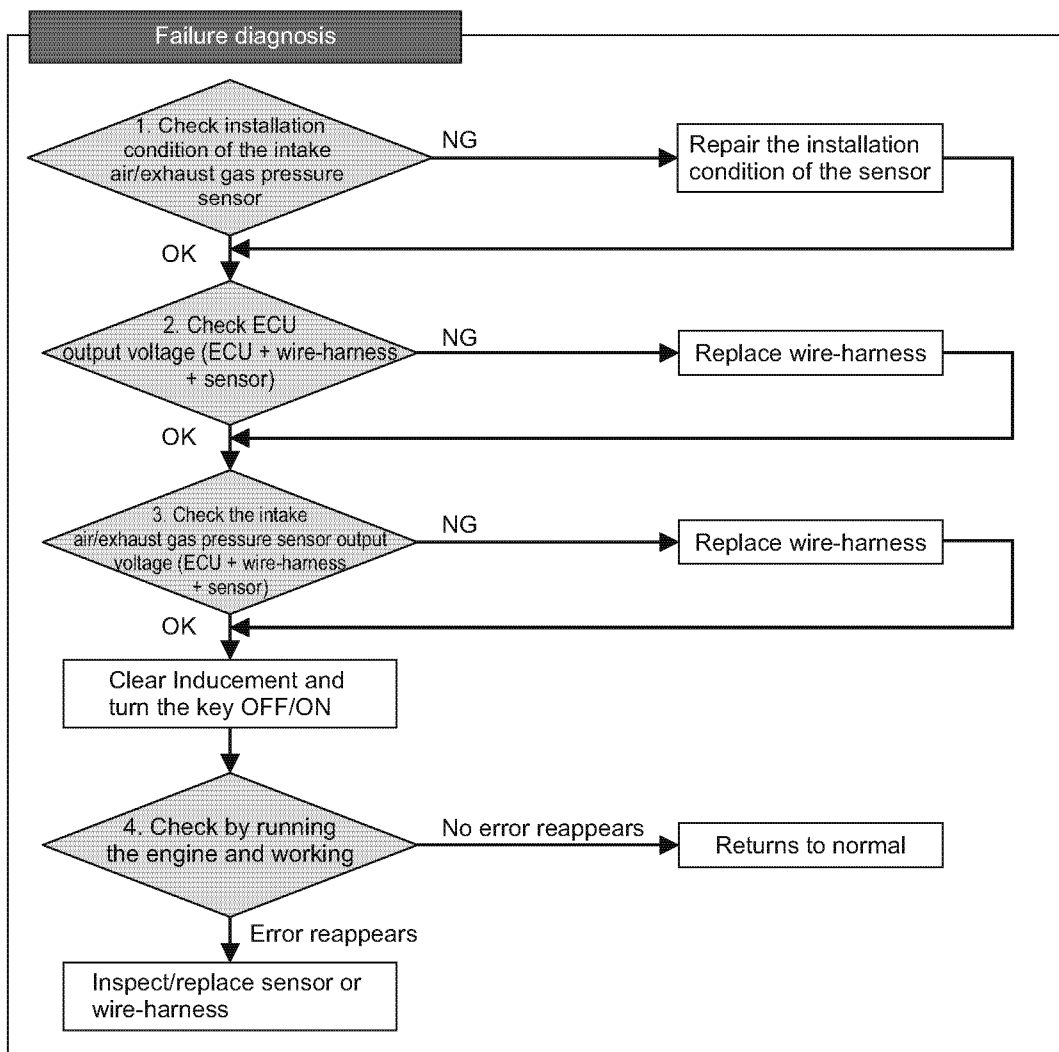 Failure diagnosis
1. Check installation
condition of the intake
air/exhaust gas pressure
sensor
NG
Repair the installation
condition of the sensor
OK
2. Check ECU
output voltage (ECU + wire-harness
+ sensor)
NG
Replace wire-harness
OK
3. Check the intake
air/exhaust gas pressure sensor output
voltage (ECU + wire-harness
+ sensor)
NG
Replace wire-harness
OK
Clear Inducement and
turn the key OFF/ON
4. Check by running
the engine and working
No error reappears
Returns to normal
Error reappears
Inspect/replace sensor or
wire-harness